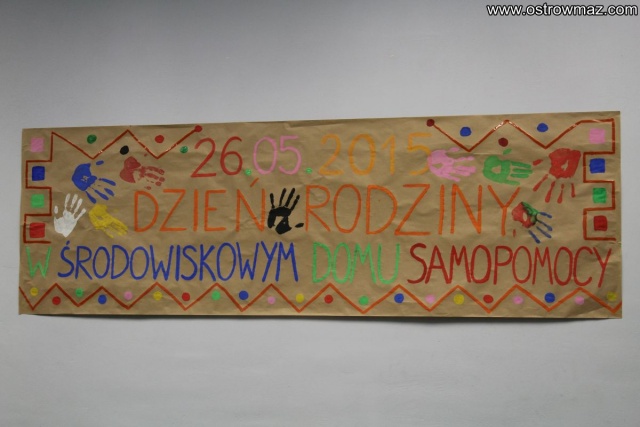 www.ostrowmaz.com
26.05.2015
DZIEŃ RODZINY
W ŚRODOWISKOWYM DOMU SAMOPOMOCY